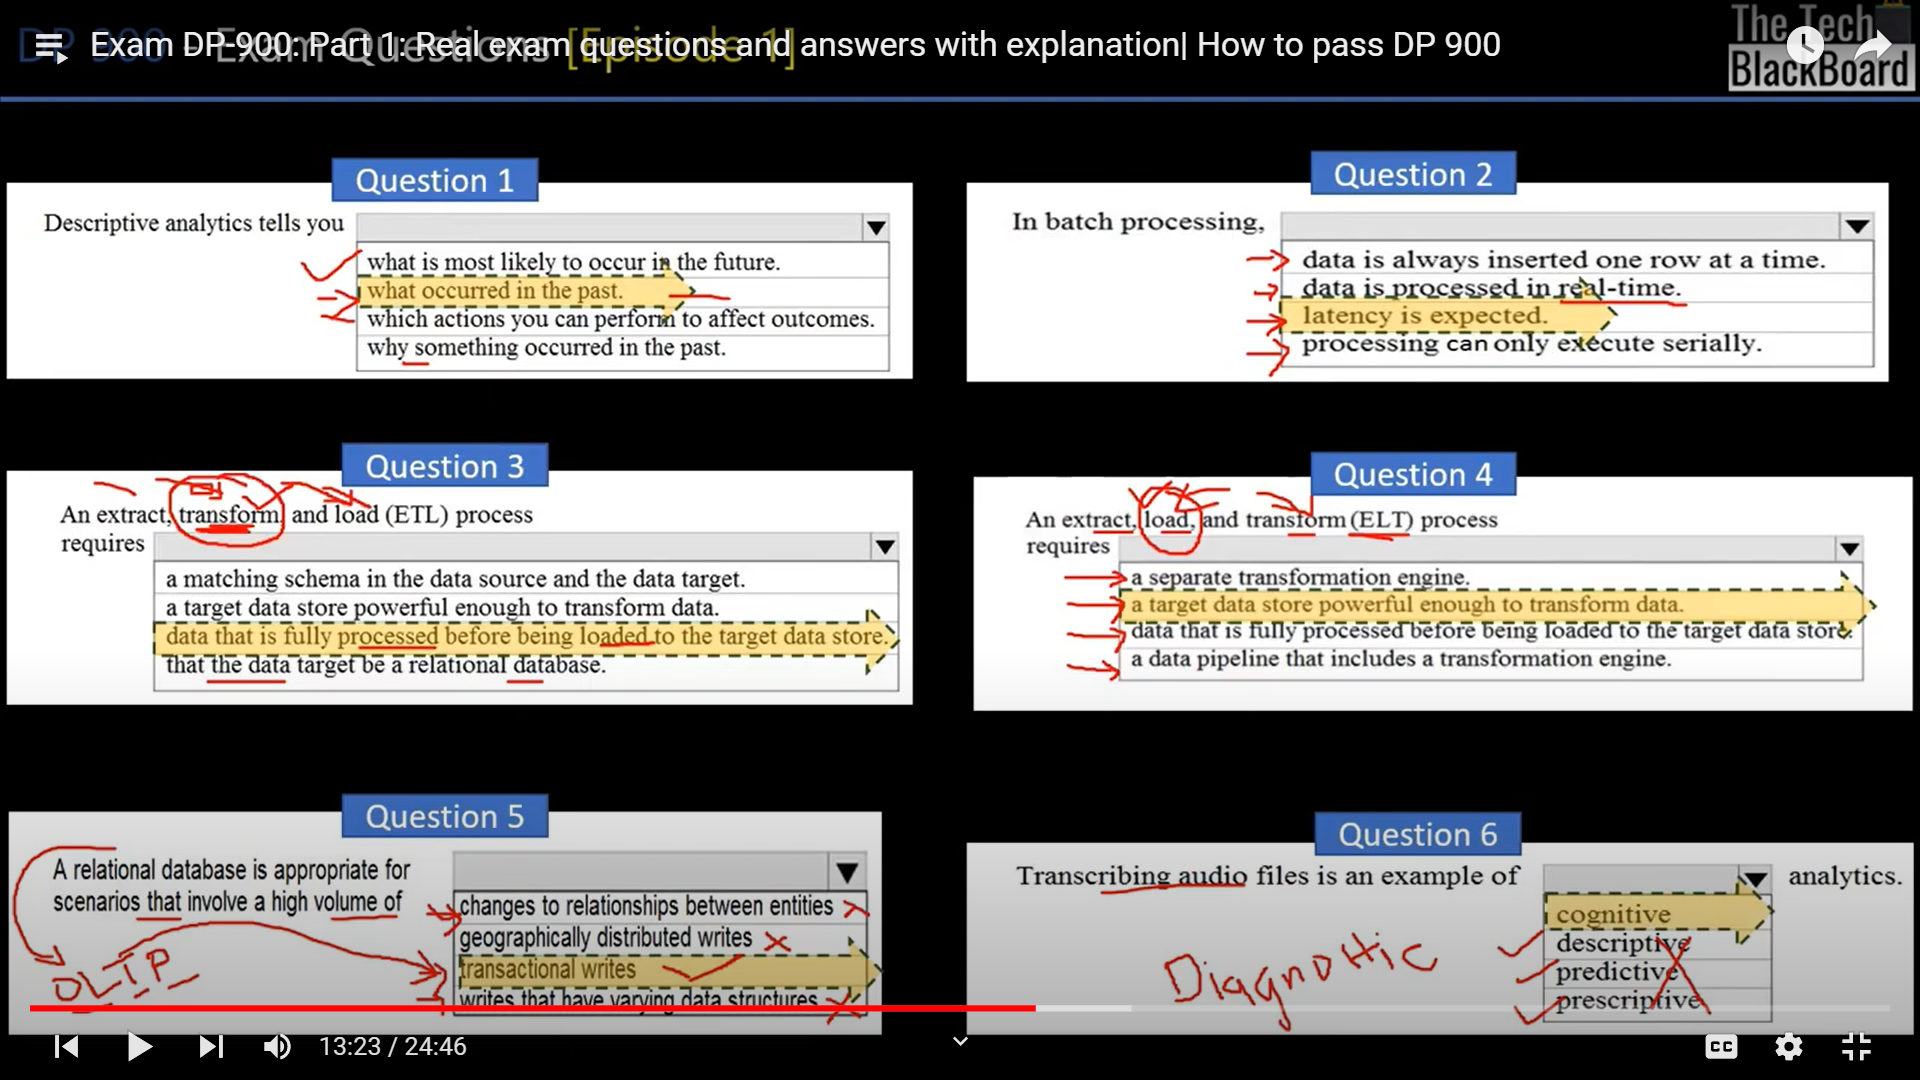 DP 900 - Exam Questions [Episode 1]
Exam DP-900: Part 1: Real exam questions and answers with explanation| How to pass DP 900
The Tech
BlackBoard
Question 1
Descriptive analytics tells you
what is most likely to occur in the future.
what occurred in the past.
which actions you can perform to affect outcomes.
why something occurred in the past.
Question 2
In batch processing,
data is always inserted one row at a time.
data is processed in real-time.
latency is expected.
processing can only execute serially.
Question 3
An extract, transform, and load (ETL) process
requires
a matching schema in the data source and the data target.
a target data store powerful enough to transform data.
data that is fully processed before being loaded to the target data store.
that the data target be a relational database.
Question 4
An extract, load, and transform (ELT) process
requires
a separate transformation engine.
a target data store powerful enough to transform data.
data that is fully processed before being loaded to the target data store.
a data pipeline that includes a transformation engine.
Question 5
A relational database is appropriate for
scenarios that involve a high volume of
changes to relationships between entities
geographically distributed writes
transactional writes
writes that have varying data structures
OLTP
Question 6
Transcribing audio files is an example of
analytics.
cognitive
descriptive
predictive
prescriptive
Diagnostic
13:23 / 24:46
CC